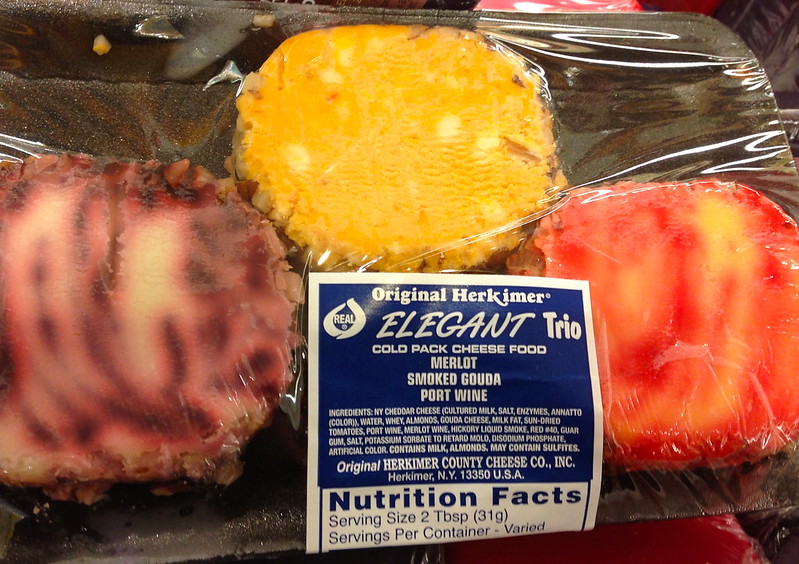 Original Herkimer®
REAL ®
ELEGANT Trio
COLD PACK CHEESE FOOD
MERLOT
SMOKED GOUDA
PORT WINE
INGREDIENTS: NY CHEDDAR CHEESE (CULTURED MILK, SALT, ENZYMES, ANNATTO
(COLOR)), WATER, WHEY, ALMONDS, GOUDA CHEESE, MILK FAT, SUN-DRIED
TOMATOES, PORT WINE, MERLOT WINE, HICKORY LIQUID SMOKE, RED #40, GUAR
GUM, SALT, POTASSIUM SORBATE TO RETARD MOLD, DISODIUM PHOSPHATE,
ARTIFICIAL COLOR. CONTAINS MILK, ALMONDS. MAY CONTAIN SULFITES.
Original HERKIMER COUNTY CHEESE CO., INC.
Herkimer, N.Y. 13350 U.S.A.
Nutrition Facts
Serving Size 2 Tbsp (31g)
Servings Per Container - Varied